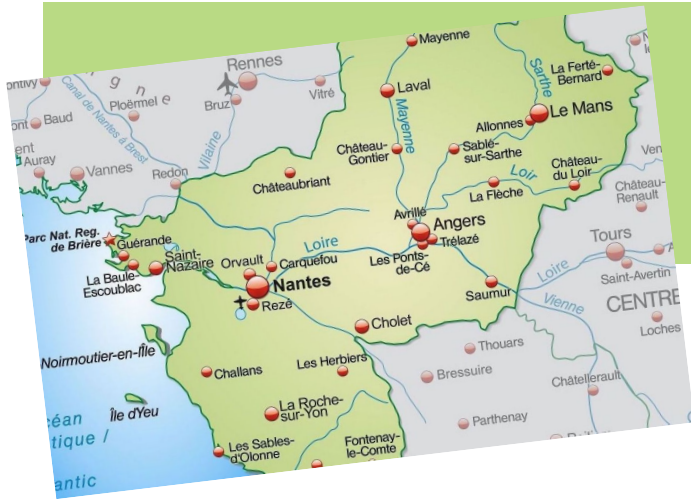 Mayenne
Rennes
Sarthe
La Ferté-
Bernard
gne
Canal de Nantes à Brest
Ploërmel
Bruz
Vitré
Laval
Le Mans
Allonnes
Baud
Mayenne
Vilaine
Château-
Gontier
Sablé-
sur-Sarthe
Auray
Vannes
Redon
Châteaubriant
Loir
Château-
du Loir
La Flèche
Château-
Renault
Avrillé
Angers
Trélazé
Les Ponts-
de-Cé
Parc Nat. Reg.
de Brière
Guérande
Saint-
Nazaire
La Baule-
Escoublac
Orvault
Carquefou
Loire
Nantes
Rezé
Tours
Saint-Avertin
Loire
Saumur
Vienne
CENTRE
Loches
Cholet
Noirmoutier-en-Île
Challans
Les Herbiers
Thouars
Bressuire
Châtellerault
Île d'Yeu
La Roche-
sur-Yon
Parthenay
céan
tique /
antic
Les Sables-
d'Olonne
Fontenay-
le-Comte